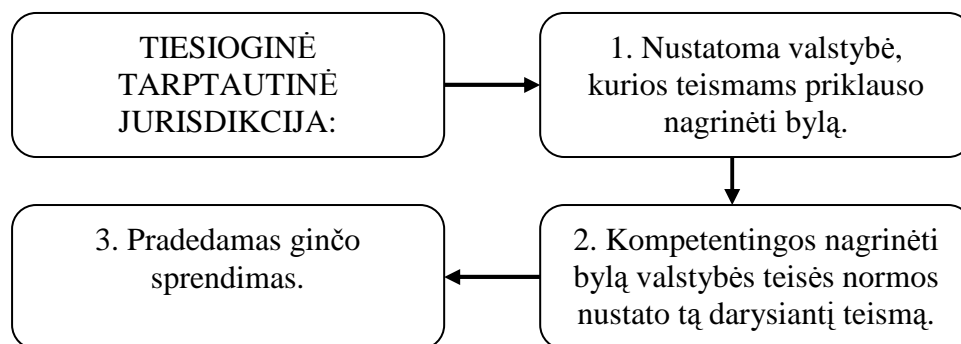 TIESIOGINĖ
TARPTAUTINĖ
JURISDIKCIJA:
1. Nustatoma valstybė,
kurios teismams priklauso
nagrinėti bylą.
2. Kompetentingos nagrinėti
bylą valstybės teisės normos
nustato tą darysiantį teismą.
3. Pradedamas ginčo
sprendimas.